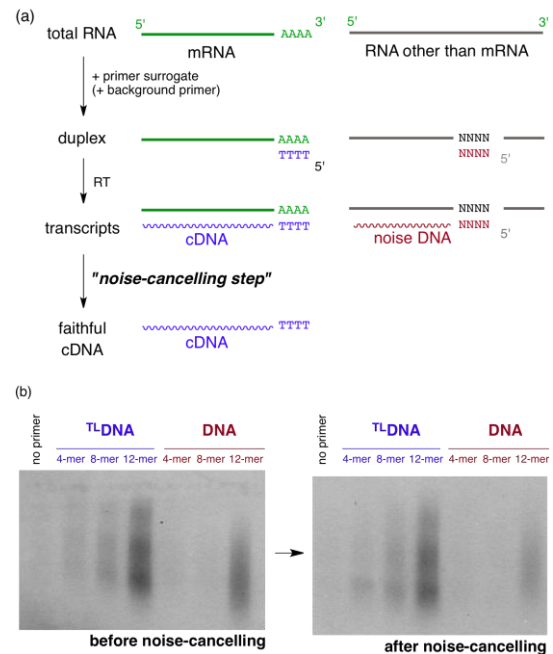 (a)
5'
3'
3'
total RNA
AAAA
mRNA
RNA other than mRNA
+ primer surrogate
(+ background primer)
duplex
AAAA
NNNN
TTTT
NNNN
5'
5'
RT
AAAA
NNNN
transcripts
TTTT
NNNN
cDNA
noise DNA
5'
"noise-cancelling step"
faithful
cDNA
TTTT
cDNA
(b)
no primer
TLDNA
DNA
4-mer 8-mer 12-mer 4-mer 8-mer 12-mer
before noise-cancelling
no primer
TLDNA
DNA
4-mer 8-mer 12-mer 4-mer 8-mer 12-mer
after noise-cancelling